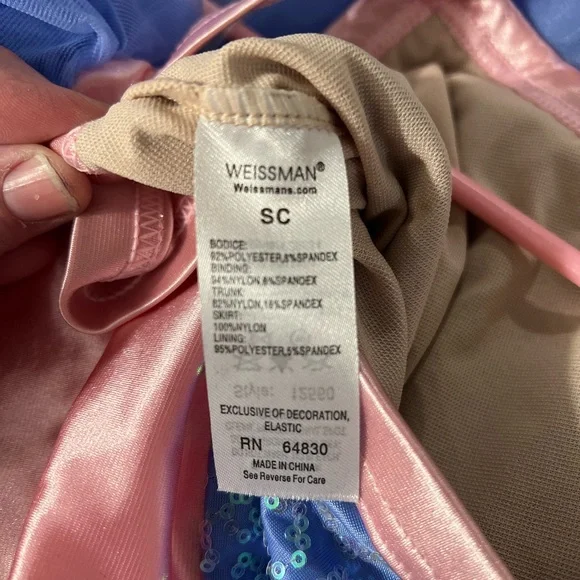 WEISSMAN®
Weissmans.com
SC
BODICE:
92%POLYESTER,8%SPANDEX
BINDING:
94%NYLON,6%SPANDEX
TRUNK:
82%NYLON,18%SPANDEX
SKIRT:
100%NYLON
LINING:
95%POLYESTER,5%SPANDEX
Style: 12560
EXCLUSIVE OF DECORATION,
ELASTIC
RN 64830
MADE IN CHINA
See Reverse For Care